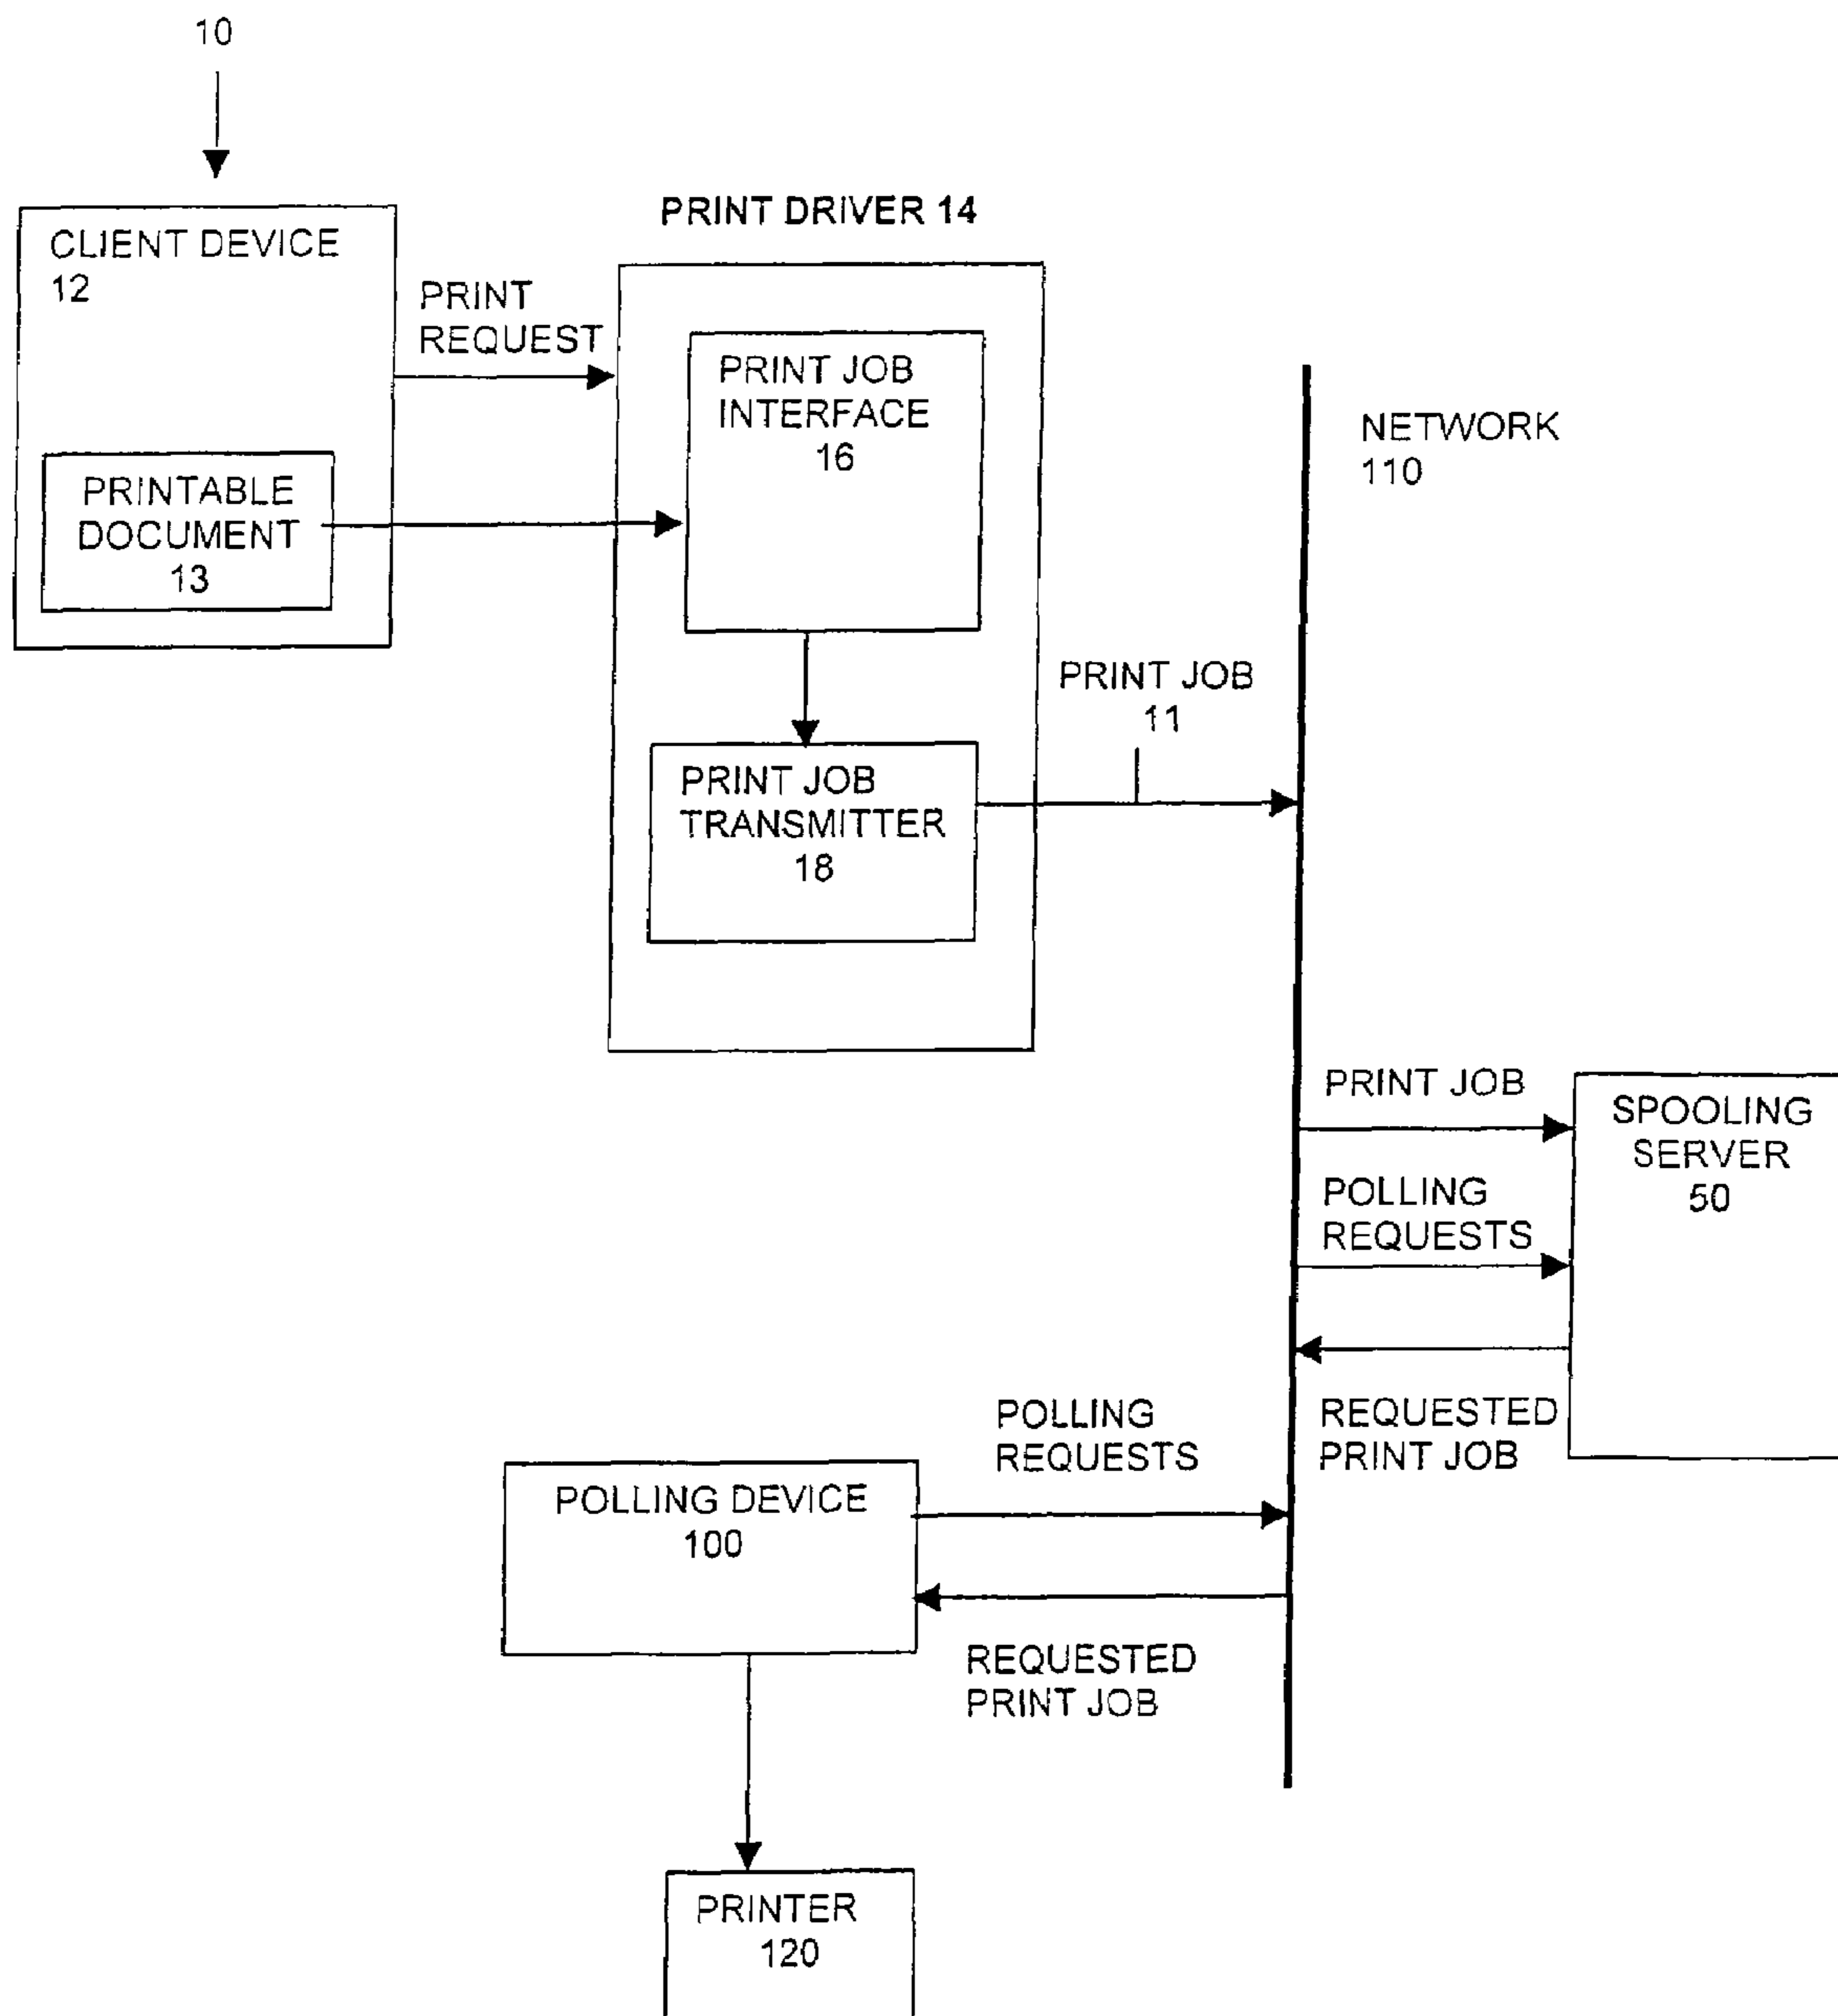 10
CLIENT DEVICE
12
PRINTABLE
DOCUMENT
13
PRINT
REQUEST
PRINT DRIVER 14
PRINT JOB
INTERFACE
16
PRINT JOB
TRANSMITTER
18
PRINT JOB
11
NETWORK
110
PRINT JOB
POLLING
REQUESTS
SPOOLING
SERVER
50
REQUESTED
PRINT JOB
POLLING
REQUESTS
POLLING DEVICE
100
REQUESTED
PRINT JOB
PRINTER
120